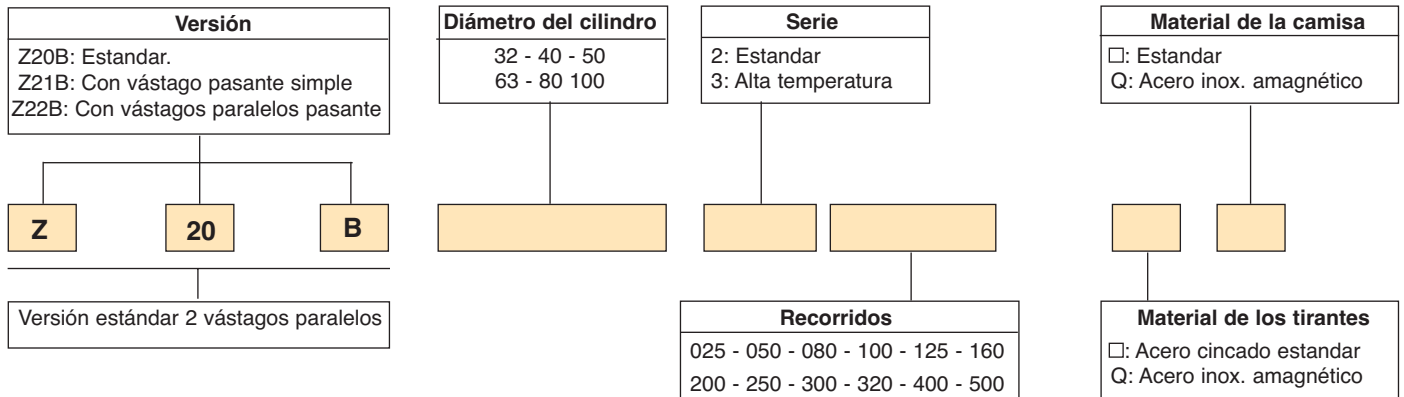 Versión
Z20B: Estandar.
Z21B: Con vástago pasante simple
Z22B: Con vástagos paralelos pasante
Diámetro del cilindro
32 - 40 - 50
63 - 80 100
Serie
2: Estandar
3: Alta temperatura
Material de la camisa
□: Estandar
Q: Acero inox. amagnético
Z 20 B
Versión estándar 2 vástagos paralelos
Recorridos
025 - 050 - 080 - 100 - 125 - 160
200 - 250 - 300 - 320 - 400 - 500
Material de los tirantes
□: Acero cincado estandar
Q: Acero inox. amagnético